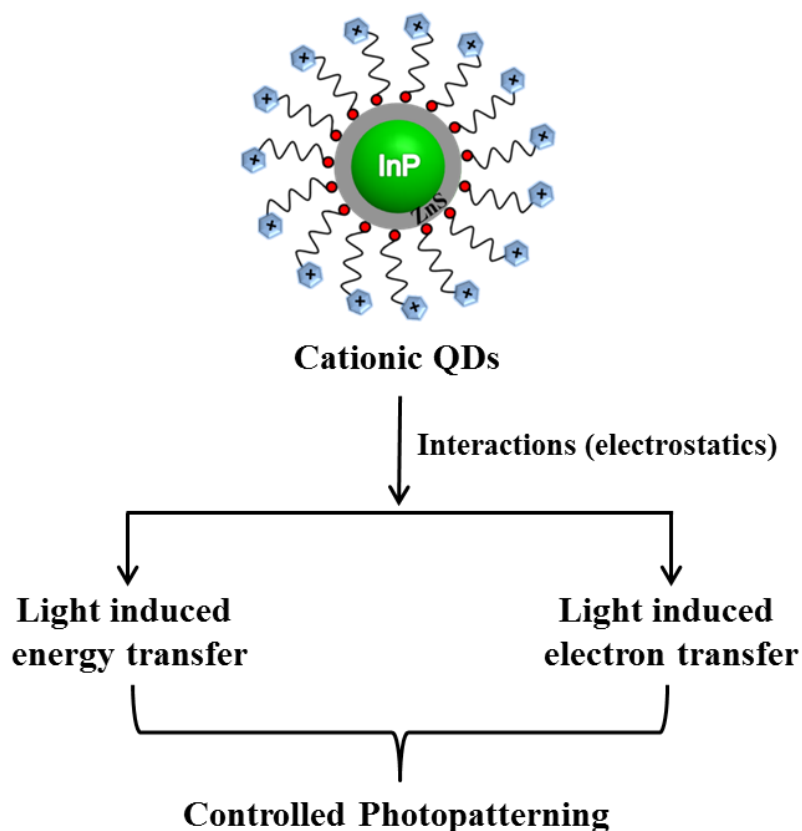 + + + + + + + + + + + + + + + + +
InP
ZnS
Cationic QDs
Interactions (electrostatics)
Light induced
energy transfer
Light induced
electron transfer
Controlled Photopatterning